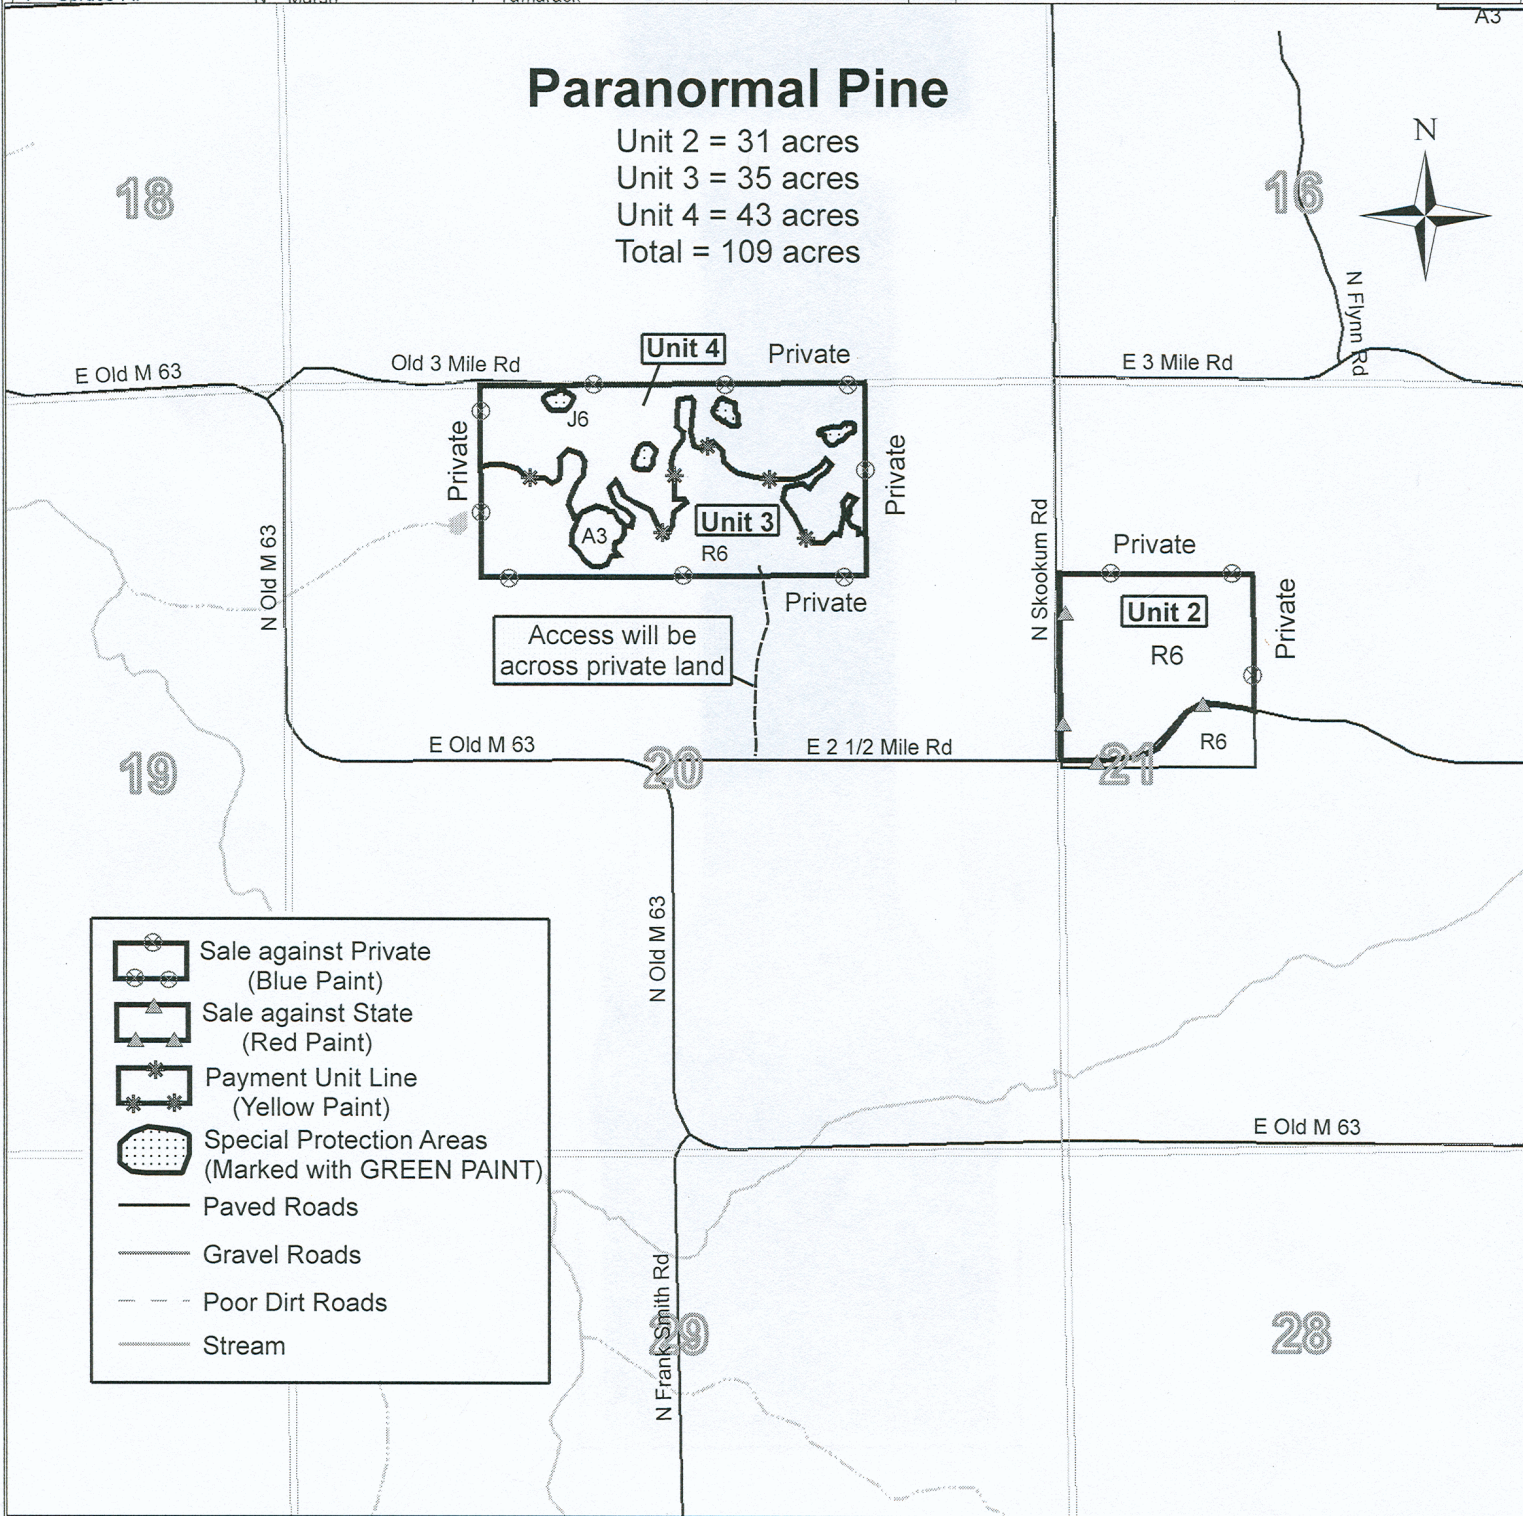 A3
Paranormal Pine
Unit 2 = 31 acres
Unit 3 = 35 acres
Unit 4 = 43 acres
Total = 109 acres
N
18
16
N Flynn Rd
E Old M 63
Old 3 Mile Rd
Unit 4
Private
E 3 Mile Rd
J6
Private
Private
A3
Unit 3
R6
Private
N Old M 63
N Skookum Rd
Private
Unit 2
R6
Private
R6
Access will be
across private land
E Old M 63
E 2 1/2 Mile Rd
19
20
21
N Old M 63
Sale against Private
(Blue Paint)
Sale against State
(Red Paint)
Payment Unit Line
(Yellow Paint)
Special Protection Areas
(Marked with GREEN PAINT)
Paved Roads
Gravel Roads
Poor Dirt Roads
Stream
E Old M 63
N Frank Smith Rd
29
28